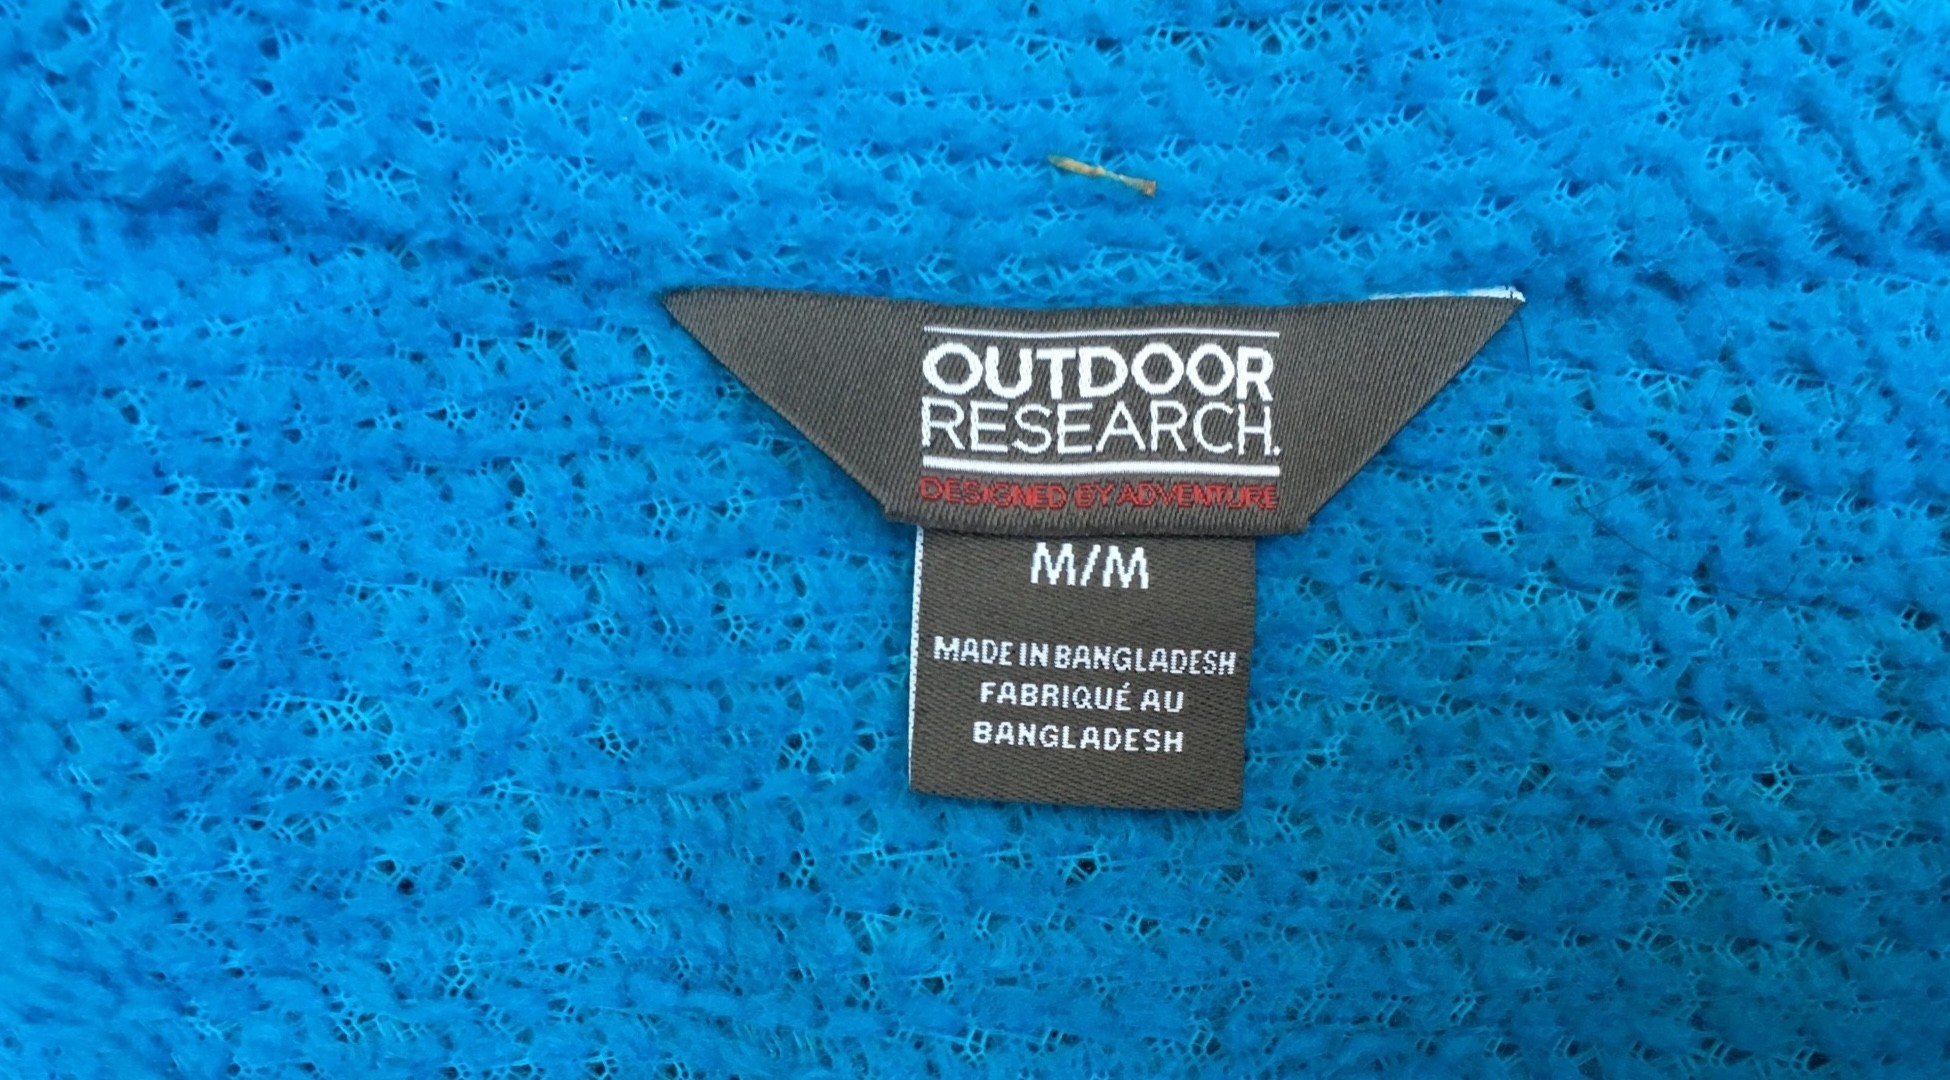 OUTDOOR
RESEARCH.
DESIGNED BY ADVENTURE
M/M
MADE IN BANGLADESH
FABRIQUÉ AU
BANGLADESH